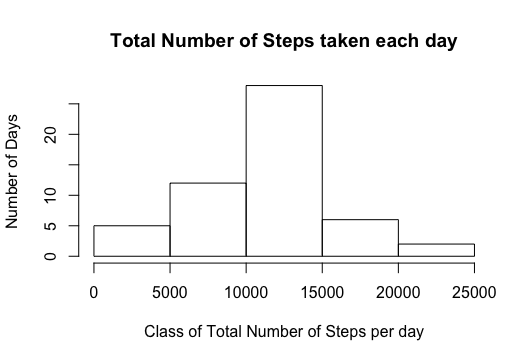 Total Number of Steps taken each day
Number of Days
20
10
5
0
0 5000 10000 15000 20000 25000
Class of Total Number of Steps per day